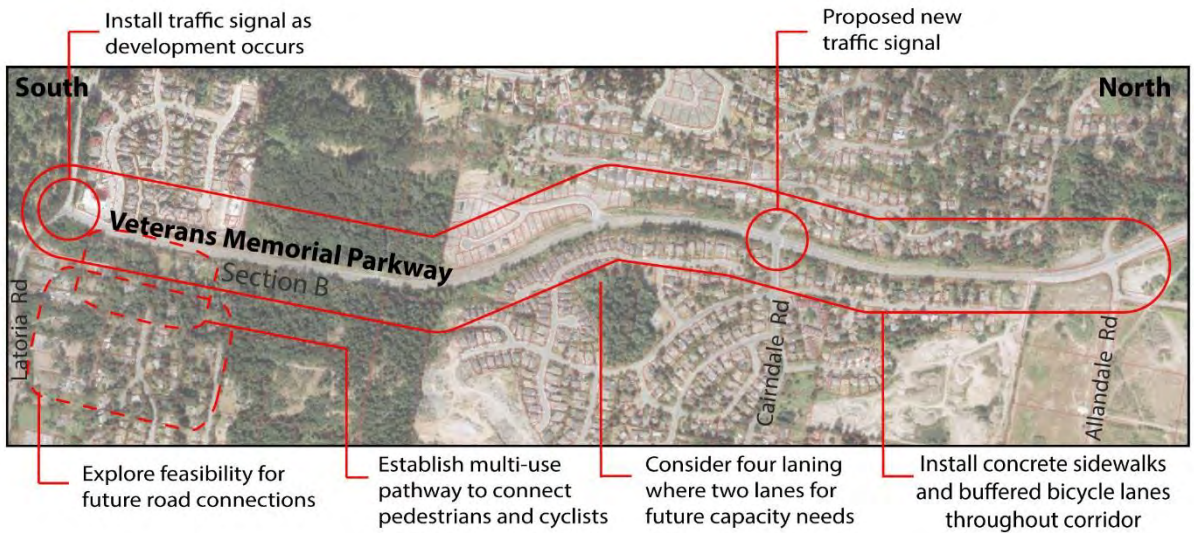 Install traffic signal as
development occurs
Proposed new
traffic signal
South
North
Veterans Memorial Parkway
Section B
Latoria Rd
Cairndale Rd
Allandale Rd
Explore feasibility for
future road connections
Establish multi-use
pathway to connect
pedestrians and cyclists
Consider four laning
where two lanes for
future capacity needs
Install concrete sidewalks
and buffered bicycle lanes
throughout corridor